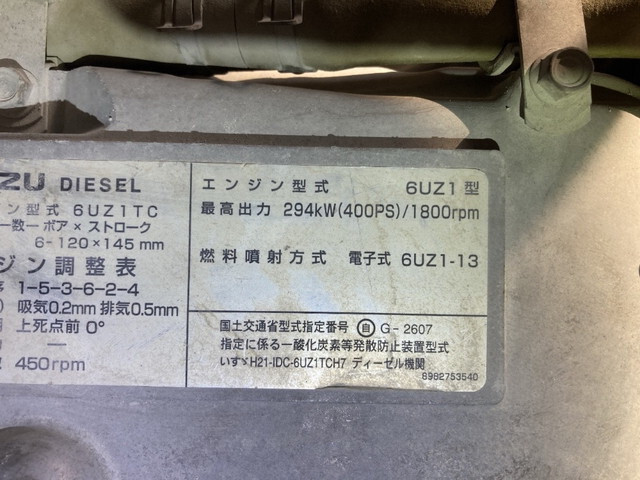 ZU DIESEL
ン型式 6UZ1TC
ー数ー ボア × ストローク
6-120×145mm
ジン調整表
1-5-3-6-2-4
) 吸気0.2mm 排気0.5mm
上死点前 0°
—
450rpm
エンジン型式 6UZ1型
最高出力 294kW(400PS)/1800rpm
燃料噴射方式 電子式 6UZ1-13
国土交通省型式指定番号 自 G-2607
指定に係る一酸化炭素等発散防止装置型式
いすゞH21-IDC-6UZ1TCH7 ディーゼル機関
8982753540